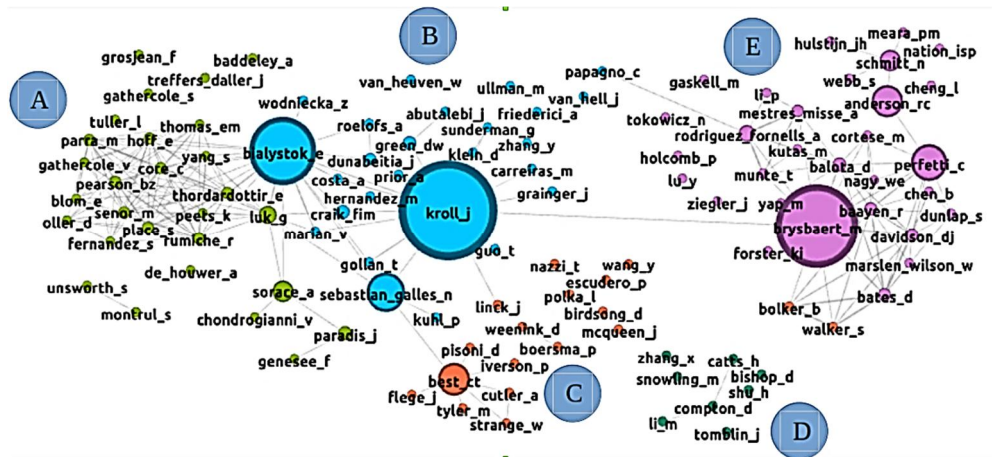 A
B
C
D
E
grosjean_f
baddeley_a
treffers_daller_j
gathercole_s
tuller_l
thomas_em
parra_m
hoff_e
yang_s
gathercole_v
core_c
pearson_bz
thordardottir_e
blom_e
senor_m
peets_k
luk_g
oller_d
place_s
fernandez_s
rumiche_r
de_houwer_a
unsworth_s
montrul_s
sorace_a
chondrogianni_v
paradis_j
genesee_f
van_heuven_w
wodniecka_z
ullman_m
papagno_c
van_hell_j
abutalebi_j
friederici_a
roelofs_a
sunderman_g
green_dw
zhang_y
bialystok_e
klein_d
dunabeitia_j
prior_a
carreiras_m
costa_a
hernandez_m
grainger_j
kroll_j
craik_fim
marian_v
guo_t
gollan_t
sebastian_galles_n
kuhl_p
linck_j
nazzi_t
wang_y
escudero_p
polka_l
birdsong_d
weenink_d
mcqueen_j
pisoni_d
boersma_p
iverson_p
best_ct
flege_j
cutler_a
tyler_m
strange_w
zhang_x
catts_h
snowling_m
bishop_d
shu_h
compton_d
li_m
tomblin_j
meara_pm
hulstijn_jh
nation_isp
schmitt_n
gaskell_m
webb_s
cheng_l
li_p
anderson_rc
mestres_misse_a
tokowicz_n
rodriguez_fornells_a
cortese_m
kutas_m
holcomb_p
balota_d
perfetti_c
munte_t
lu_y
nagy_we
chen_b
ziegler_j
yap_m
baayen_r
dunlap_s
brysbaert_m
davidson_dj
forster_ki
marslen_wilson_w
bates_d
bolker_b
walker_s